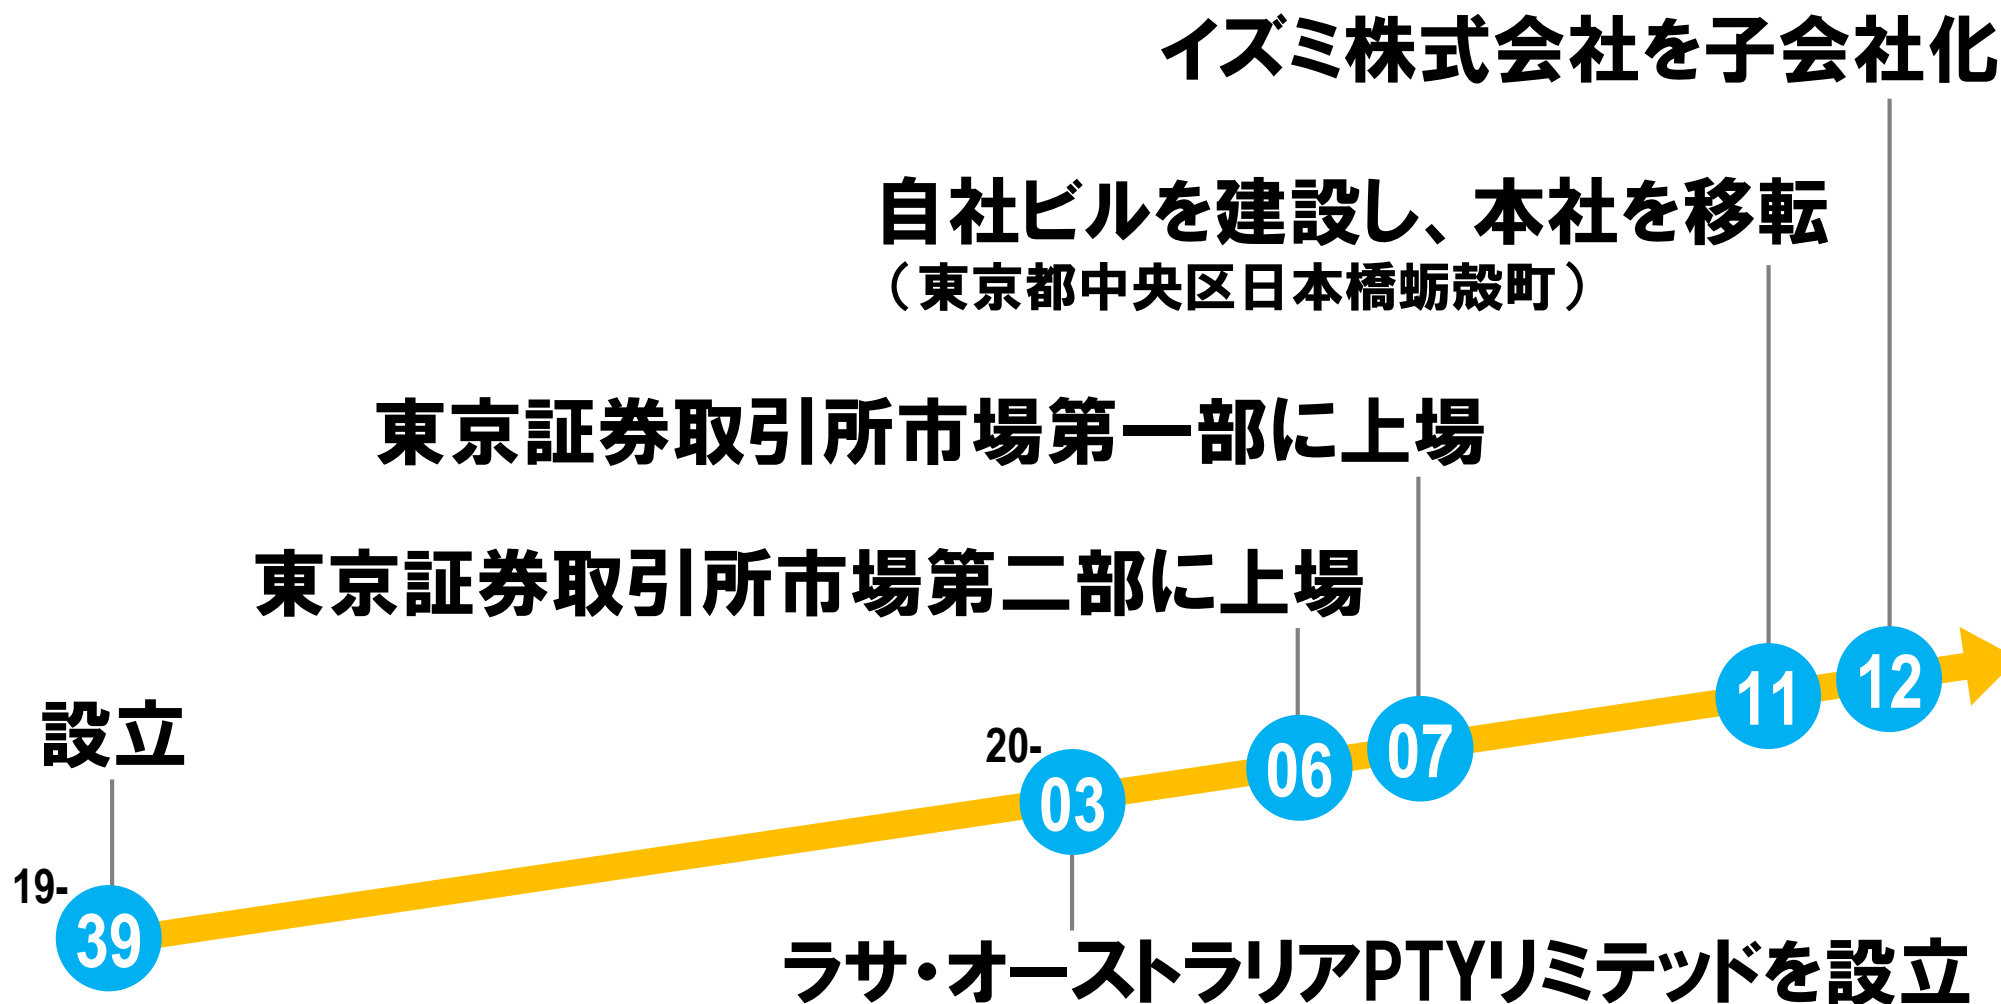 イズミ株式会社を子会社化
自社ビルを建設し、本社を移転
（東京都中央区日本橋蛎殻町）
東京証券取引所市場第一部に上場
東京証券取引所市場第二部に上場
設立
11
12
20-
06
07
03
19-
39
ラサ・オーストラリアPTYリミテッドを設立